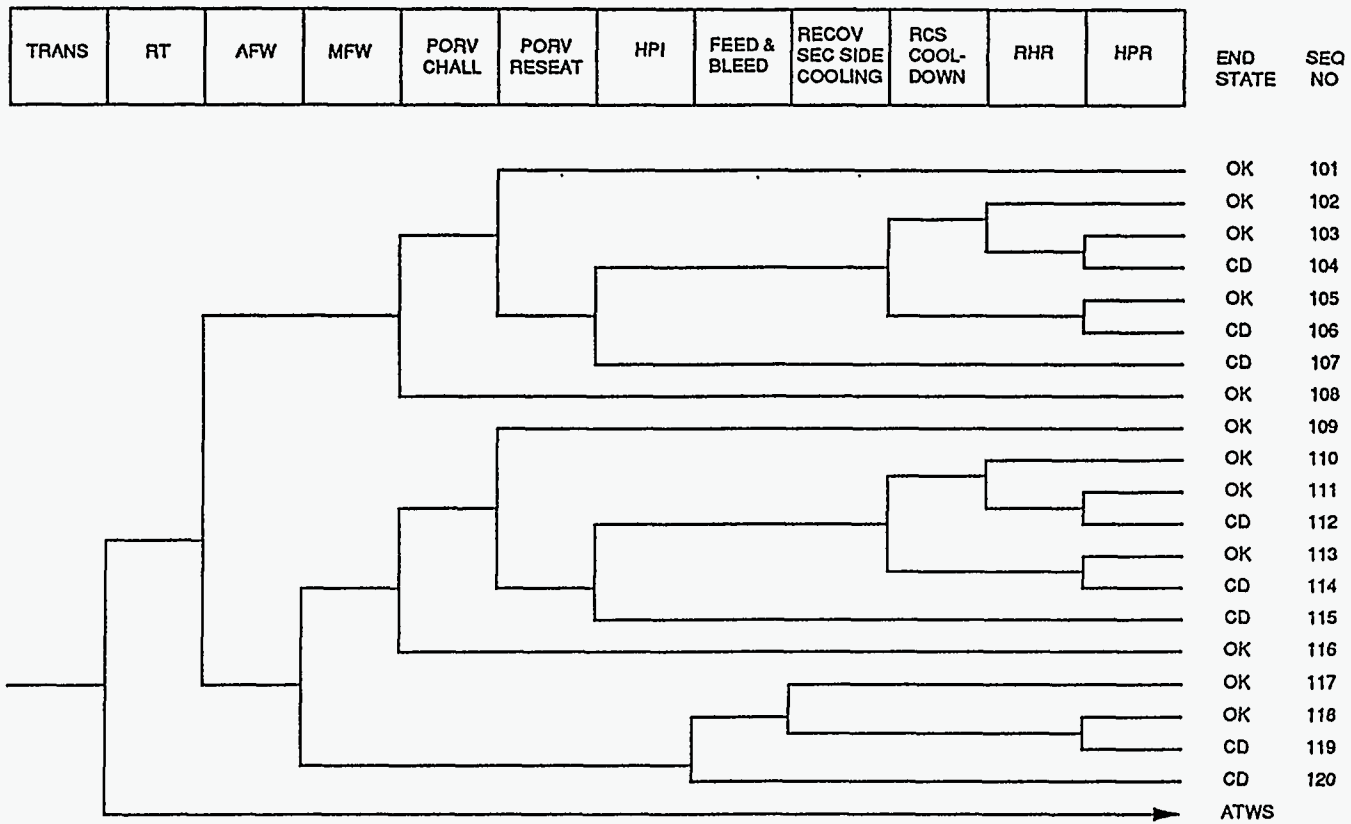 TRANS RT AFW MFW PORV CHALL PORV RESEAT HPI FEED & BLEED RECOV SEC SIDE COOLING RCS COOL- DOWN RHR HPR END STATE SEQ NO
OK 101
OK 102
OK 103
CD 104
OK 105
CD 106
CD 107
OK 108
OK 109
OK 110
OK 111
CD 112
OK 113
CD 114
CD 115
OK 116
OK 117
OK 118
CD 119
CD 120
ATWS